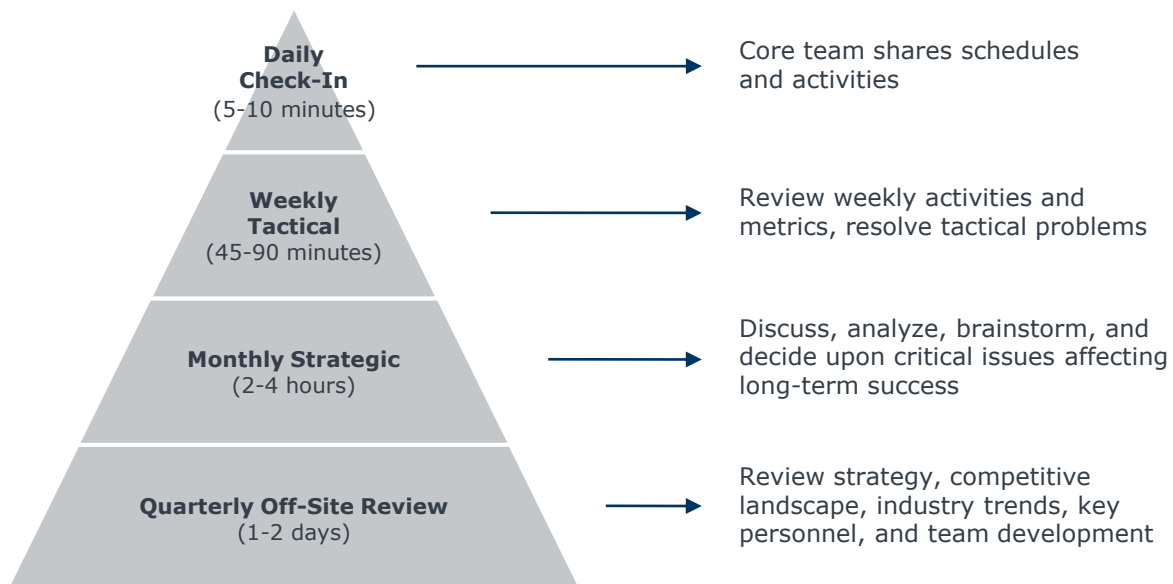 Daily
Check-In
(5-10 minutes)
Core team shares schedules
and activities
Weekly
Tactical
(45-90 minutes)
Review weekly activities and
metrics, resolve tactical problems
Monthly Strategic
(2-4 hours)
Discuss, analyze, brainstorm, and
decide upon critical issues affecting
long-term success
Quarterly Off-Site Review
(1-2 days)
Review strategy, competitive
landscape, industry trends, key
personnel, and team development